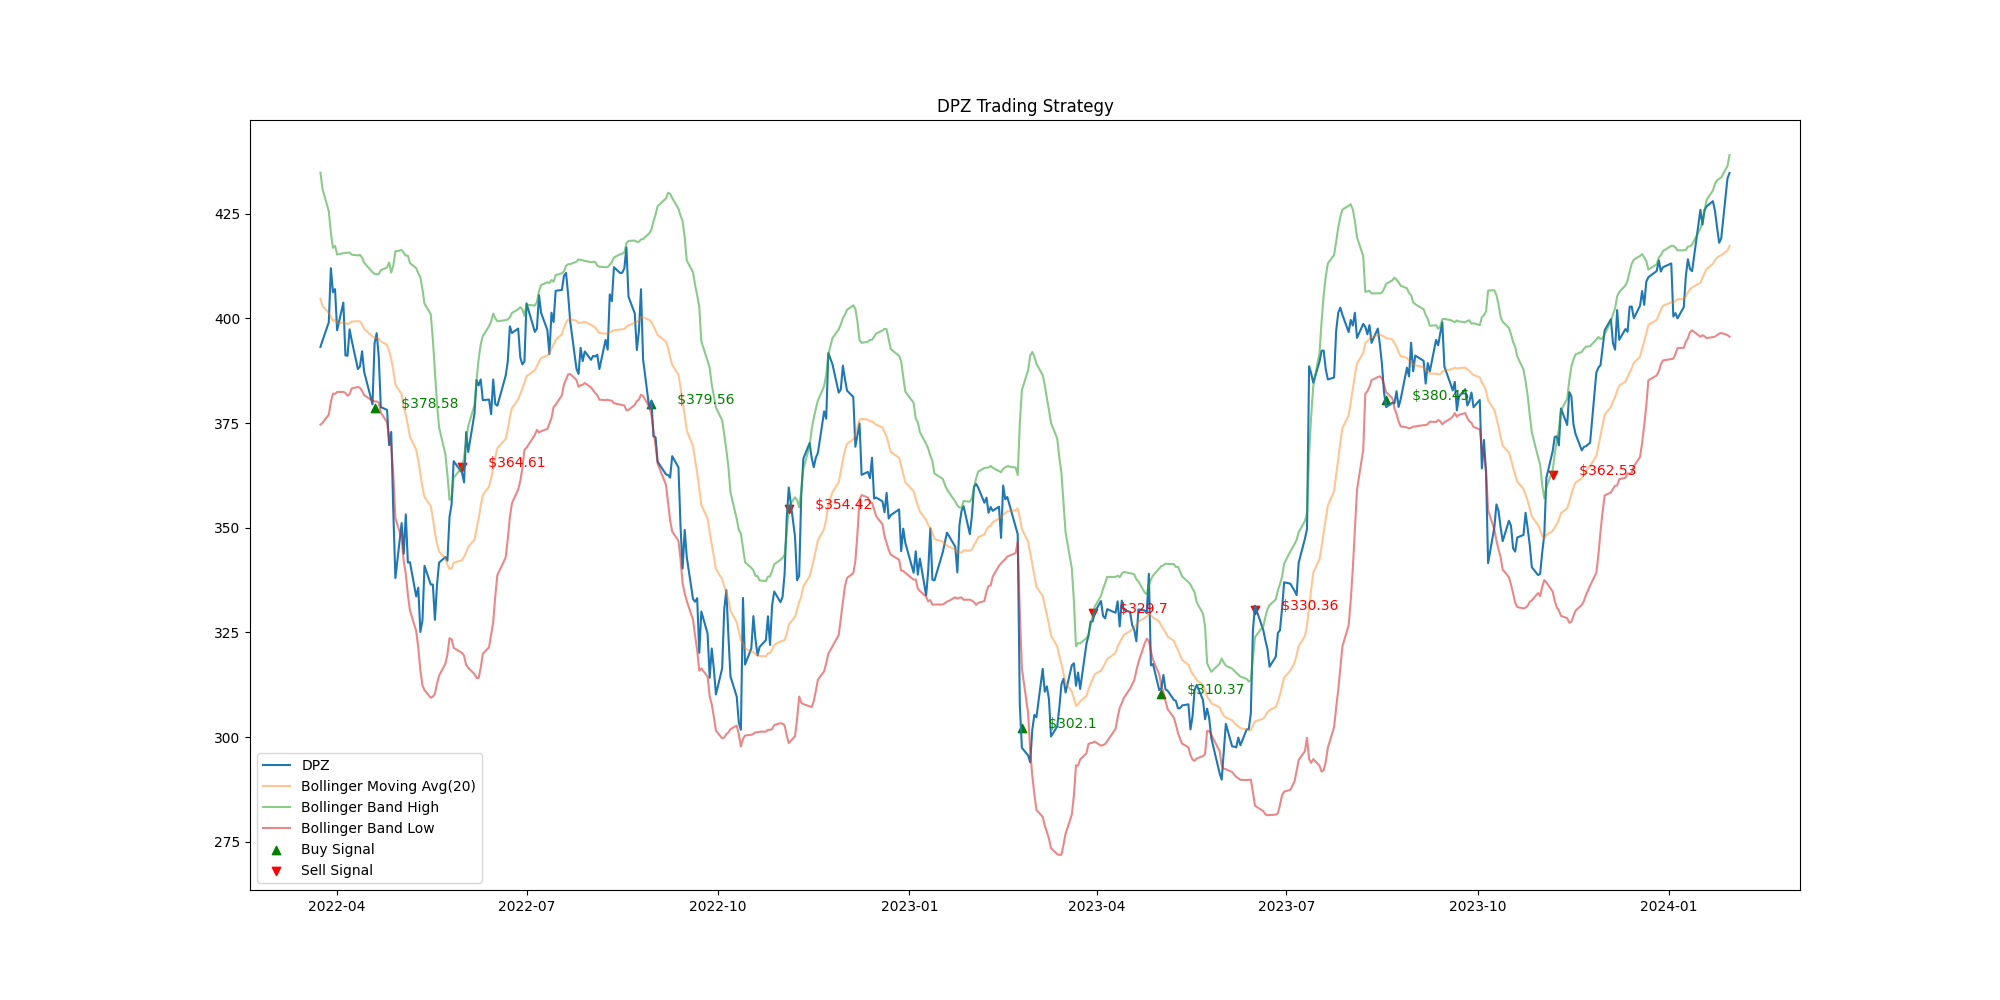 DPZ Trading Strategy
425
400
375
350
325
300
275
$378.58
$364.61
$379.56
$354.42
$302.1
$329.7
$310.37
$330.36
$380.45
$362.53
DPZ
Bollinger Moving Avg(20)
Bollinger Band High
Bollinger Band Low
Buy Signal
Sell Signal
2022-04 2022-07 2022-10 2023-01 2023-04 2023-07 2023-10 2024-01